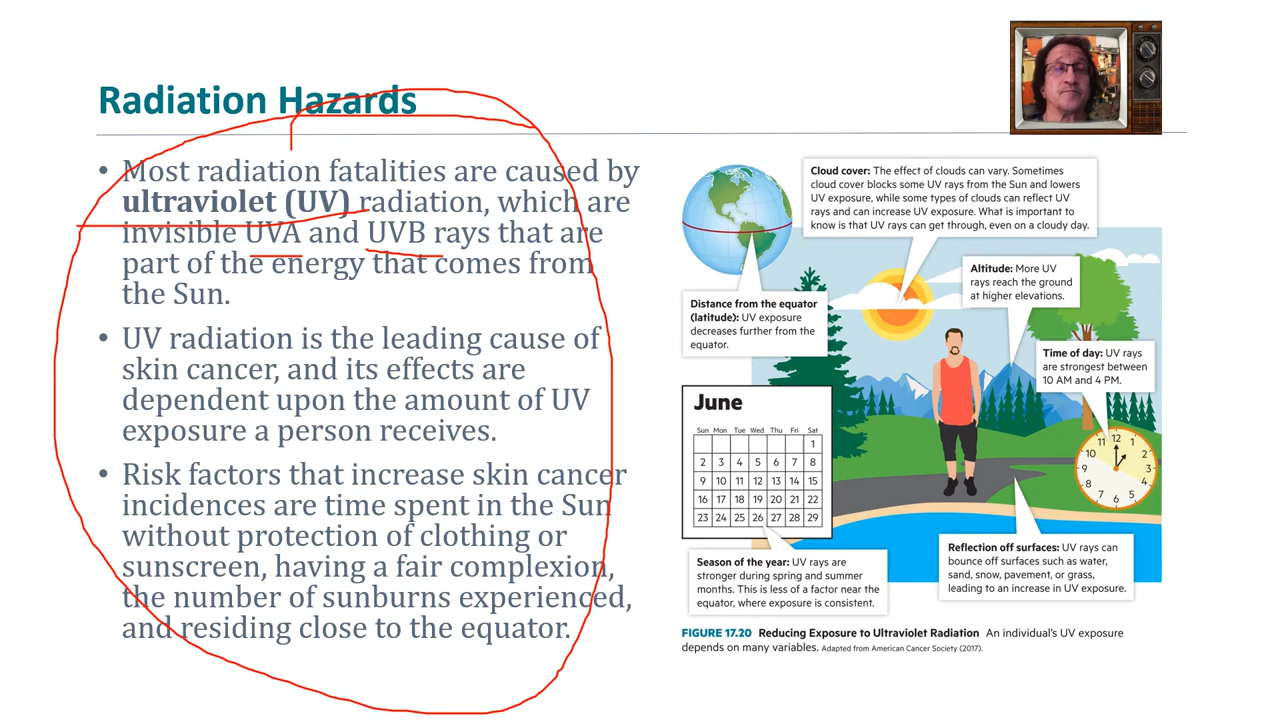 Radiation Hazards
• Most radiation fatalities are caused by
ultraviolet (UV) radiation, which are
invisible UVA and UVB rays that are
part of the energy that comes from
the Sun.
• UV radiation is the leading cause of
skin cancer, and its effects are
dependent upon the amount of UV
exposure a person receives.
• Risk factors that increase skin cancer
incidences are time spent in the Sun
without protection of clothing or
sunscreen, having a fair complexion,
the number of sunburns experienced,
and residing close to the equator.
Cloud cover: The effect of clouds can vary. Sometimes
cloud cover blocks some UV rays from the Sun and lowers
UV exposure, while some types of clouds can reflect UV
rays and can increase UV exposure. What is important to
know is that UV rays can get through, even on a cloudy day.
Altitude: More UV
rays reach the ground
at higher elevations.
Distance from the equator
(latitude): UV exposure
decreases further from the
equator.
Time of day: UV rays
are strongest between
10 AM and 4 PM.
June
Sun Mon Tue Wed Thu Fri Sat
1
2 3 4 5 6 7 8
9 10 11 12 13 14 15
16 17 18 19 20 21 22
23 24 25 26 27 28 29
12 1 2 3 4 5 6 7 8 9 10 11
Season of the year: UV rays are
stronger during spring and summer
months. This is less of a factor near the
equator, where exposure is consistent.
Reflection off surfaces: UV rays can
bounce off surfaces such as water,
sand, snow, pavement, or grass,
leading to an increase in UV exposure.
FIGURE 17.20 Reducing Exposure to Ultraviolet Radiation An individual's UV exposure
depends on many variables. Adapted from American Cancer Society (2017).